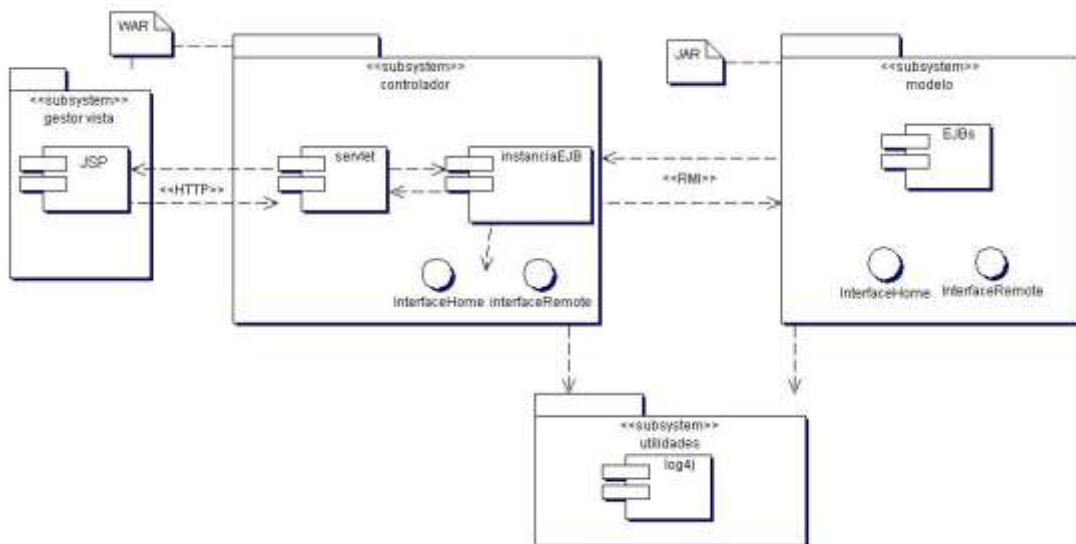 WAR
<<subsystem>>
gestor vista
JSP
<<HTTP>>
<<subsystem>>
controlador
servlet
instanciaEJB
InterfaceHome
interfaceRemote
<<RMI>>
JAR
<<subsystem>>
modelo
EJBs
InterfaceHome
InterfaceRemote
<<subsystem>>
utilidades
log4j